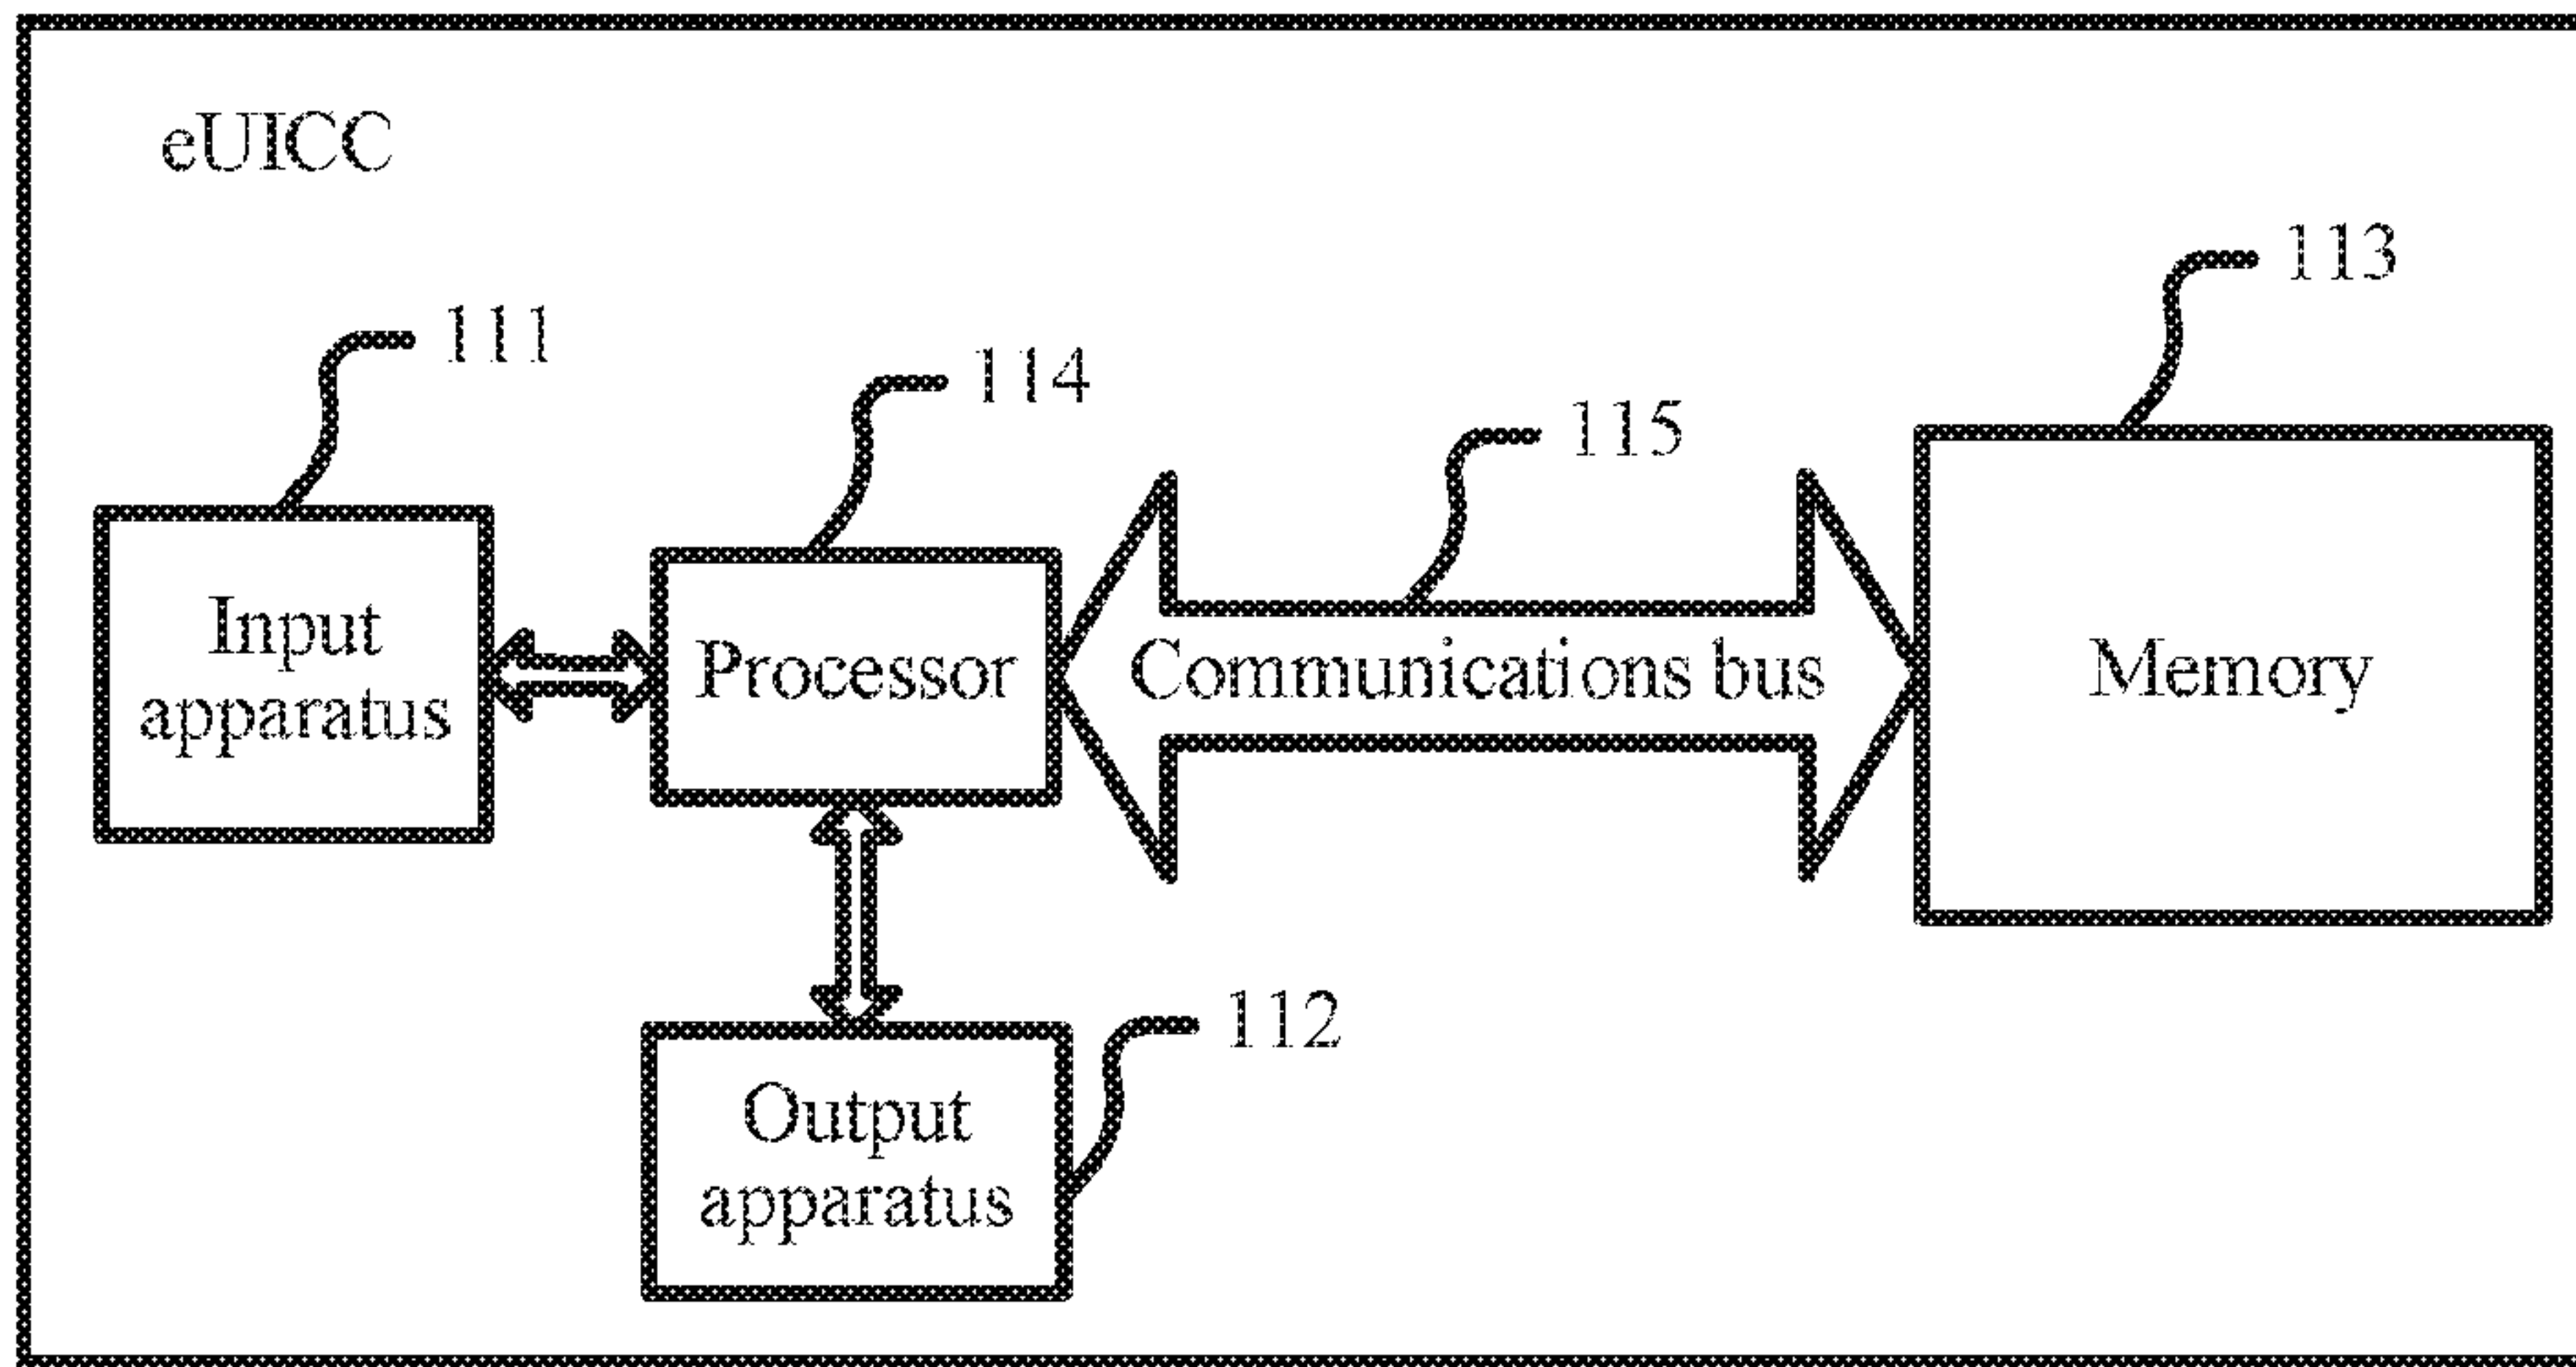 eUICC
113
111
114
115
Input
apparatus
Processor
Communications bus
Memory
112
Output
apparatus